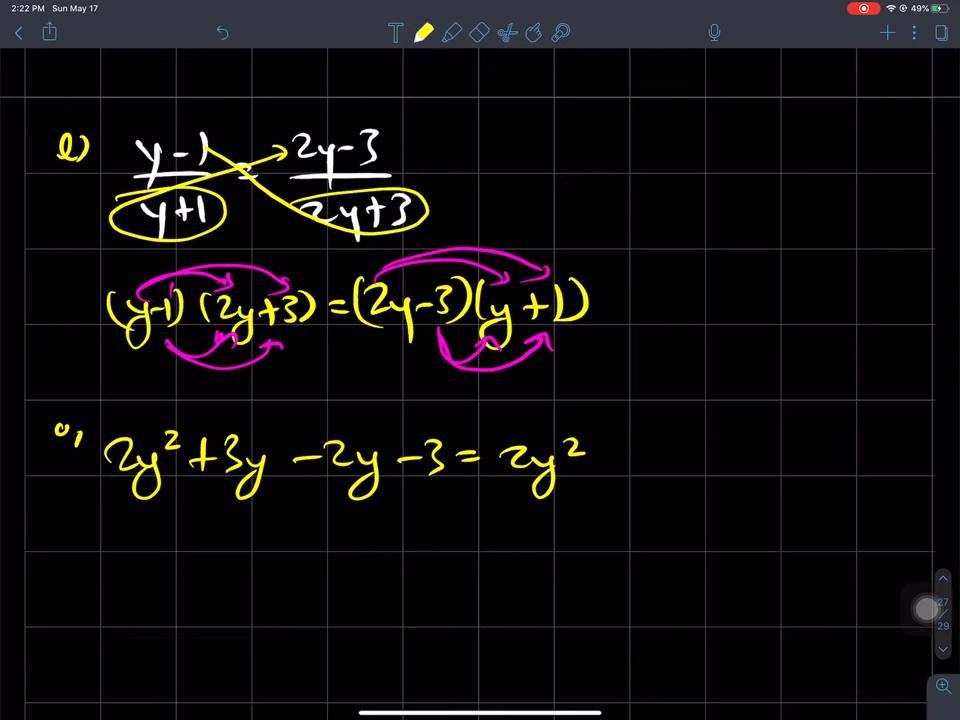 2:22 PM Sun May 17 49%
l) y-1 / y+1 = 2y-3 / 2y+3
(y-1) (2y+3) = (2y-3)(y+1)
2y² +3y -2y -3 = 2y²
27
/
29